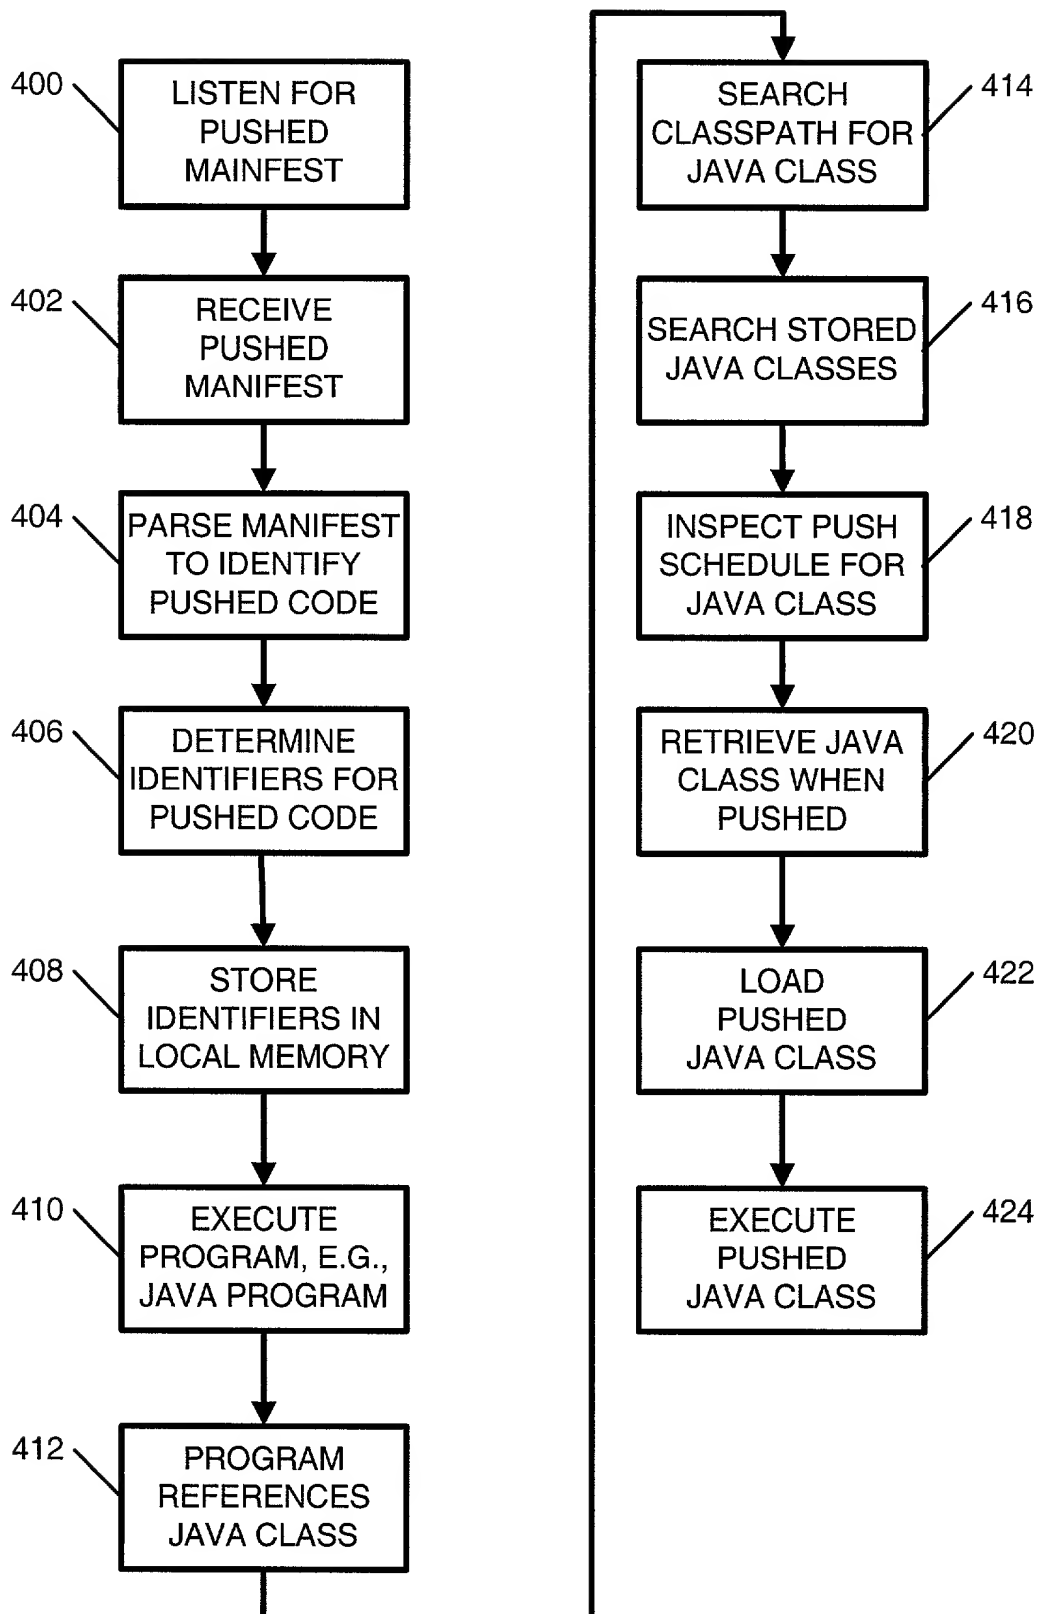 400
LISTEN FOR
PUSHED
MAINFEST
402
RECEIVE
PUSHED
MANIFEST
404
PARSE MANIFEST
TO IDENTIFY
PUSHED CODE
406
DETERMINE
IDENTIFIERS FOR
PUSHED CODE
408
STORE
IDENTIFIERS IN
LOCAL MEMORY
410
EXECUTE
PROGRAM, E.G.,
JAVA PROGRAM
412
PROGRAM
REFERENCES
JAVA CLASS
SEARCH
CLASSPATH FOR
JAVA CLASS
414
SEARCH STORED
JAVA CLASSES
416
INSPECT PUSH
SCHEDULE FOR
JAVA CLASS
418
RETRIEVE JAVA
CLASS WHEN
PUSHED
420
LOAD
PUSHED
JAVA CLASS
422
EXECUTE
PUSHED
JAVA CLASS
424